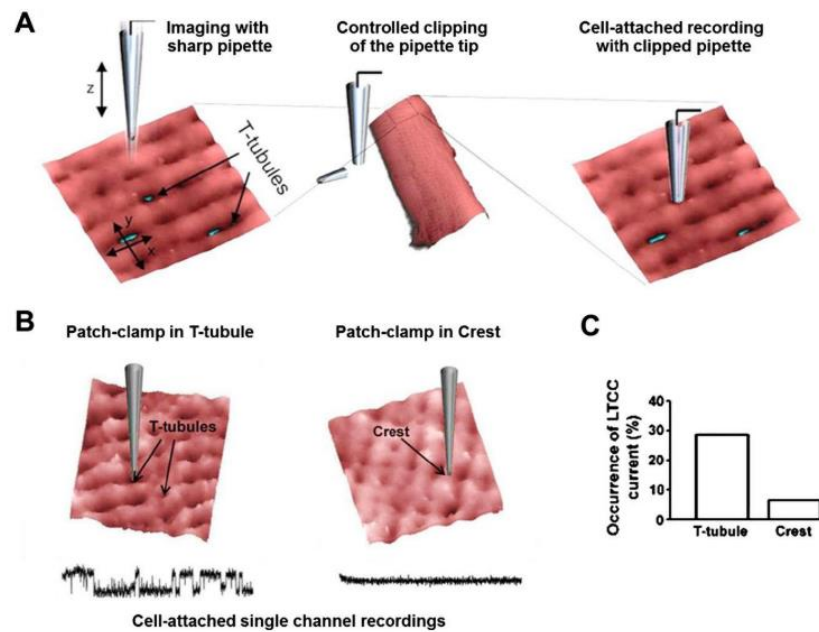 A
Imaging with
sharp pipette
Controlled clipping
of the pipette tip
Cell-attached recording
with clipped pipette
z
T-tubules
y
x
B
Patch-clamp in T-tubule
Patch-clamp in Crest
T-tubules
Crest
Cell-attached single channel recordings
C
Occurrence of LTCC
current (%)
40
30
20
10
0
T-tubule
Crest